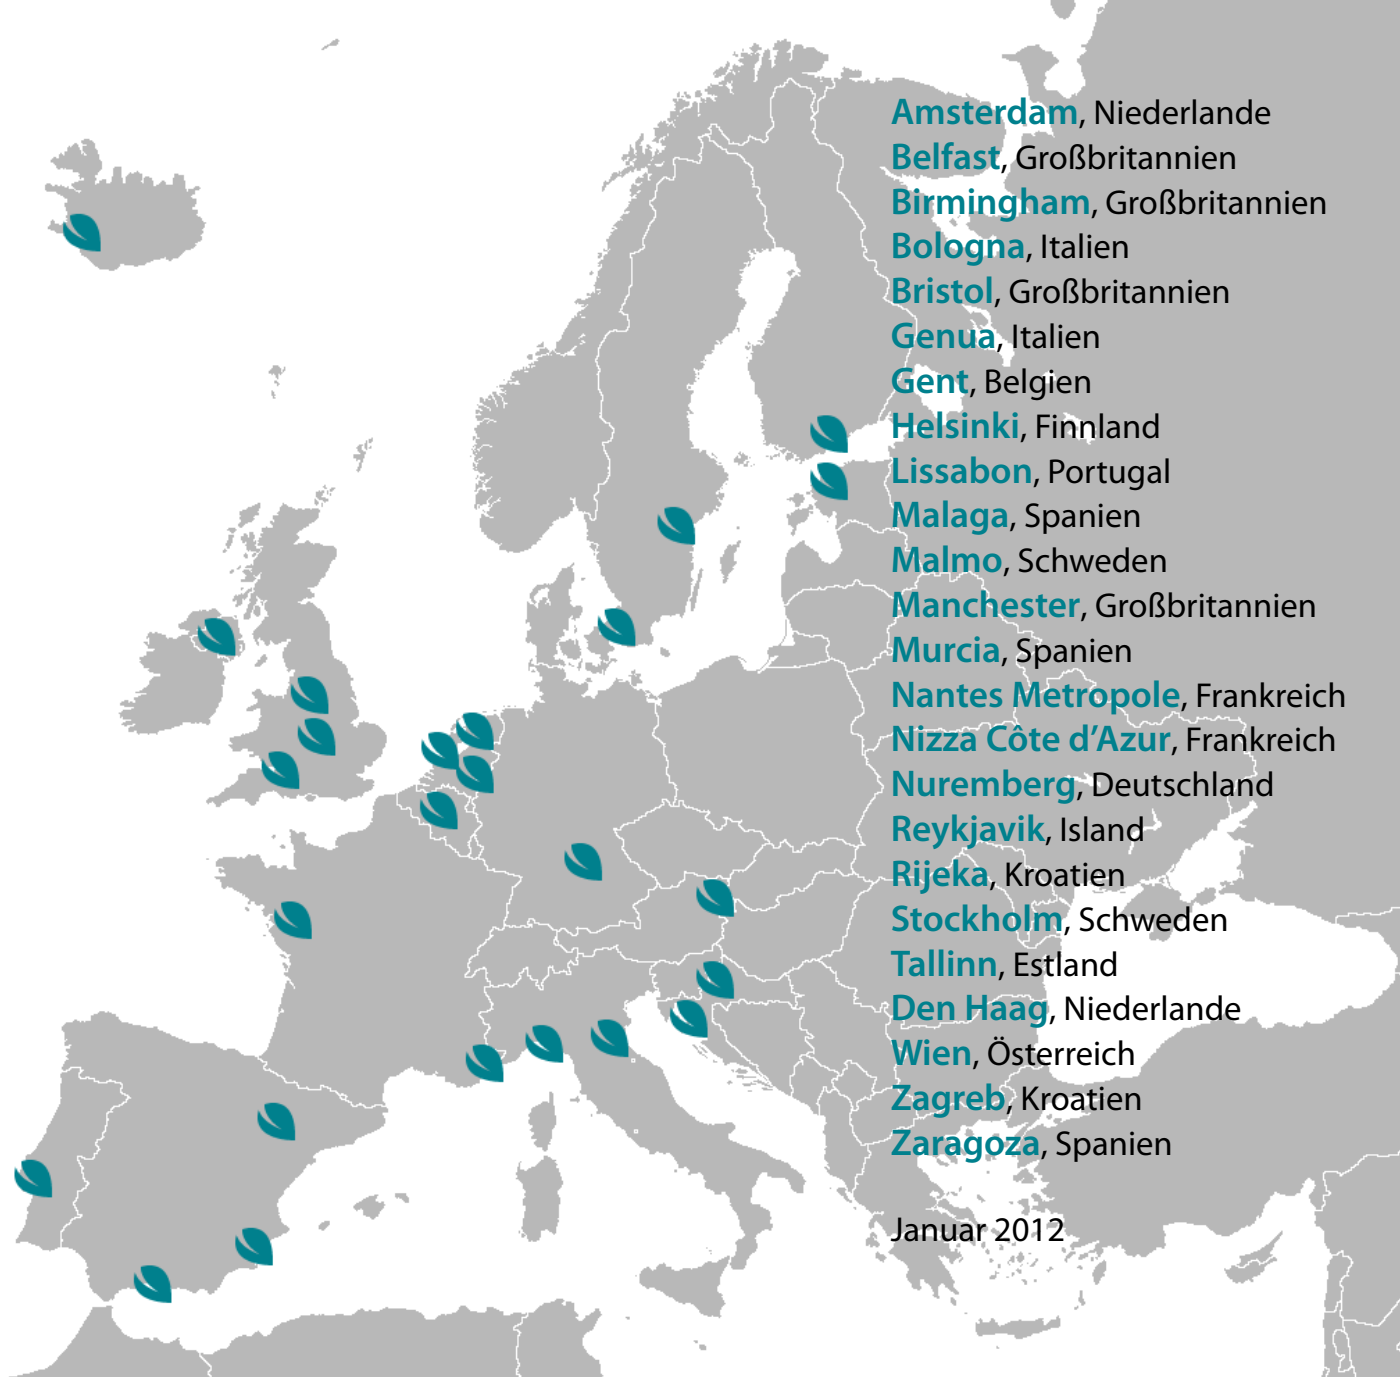 Amsterdam, Niederlande
Belfast, Großbritannien
Birmingham, Großbritannien
Bologna, Italien
Bristol, Großbritannien
Genua, Italien
Gent, Belgien
Helsinki, Finnland
Lissabon, Portugal
Malaga, Spanien
Malmo, Schweden
Manchester, Großbritannien
Murcia, Spanien
Nantes Metropole, Frankreich
Nizza Côte d’Azur, Frankreich
Nuremberg, Deutschland
Reykjavik, Island
Rijeka, Kroatien
Stockholm, Schweden
Tallinn, Estland
Den Haag, Niederlande
Wien, Österreich
Zagreb, Kroatien
Zaragoza, Spanien
Januar 2012